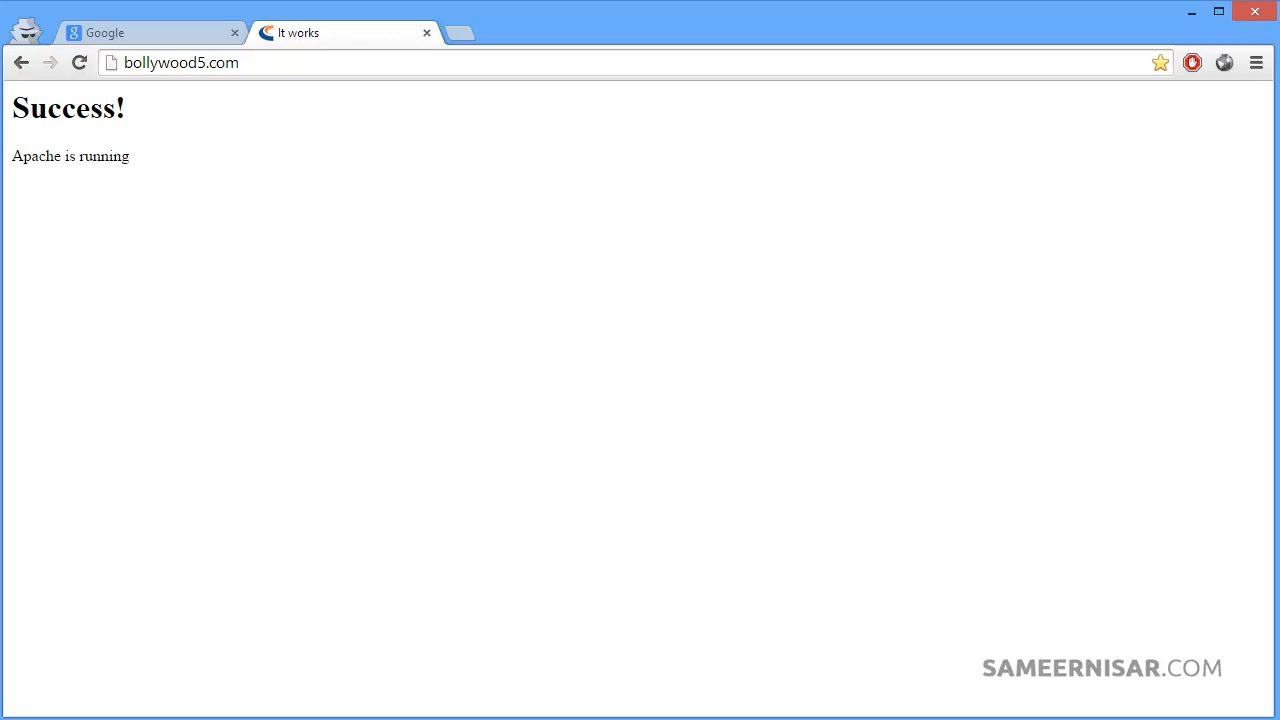 Google
It works
bollywood5.com
Success!
Apache is running
SAMEERNISAR.COM